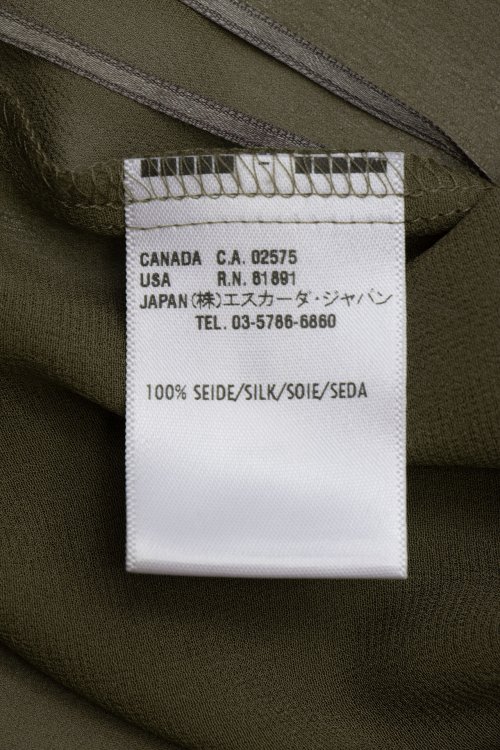 CANADA C.A. 02575
USA R.N. 81891
JAPAN (株)エスカーダ・ジャパン
TEL. 03-5786-6860
100% SEIDE/SILK/SOIE/SEDA